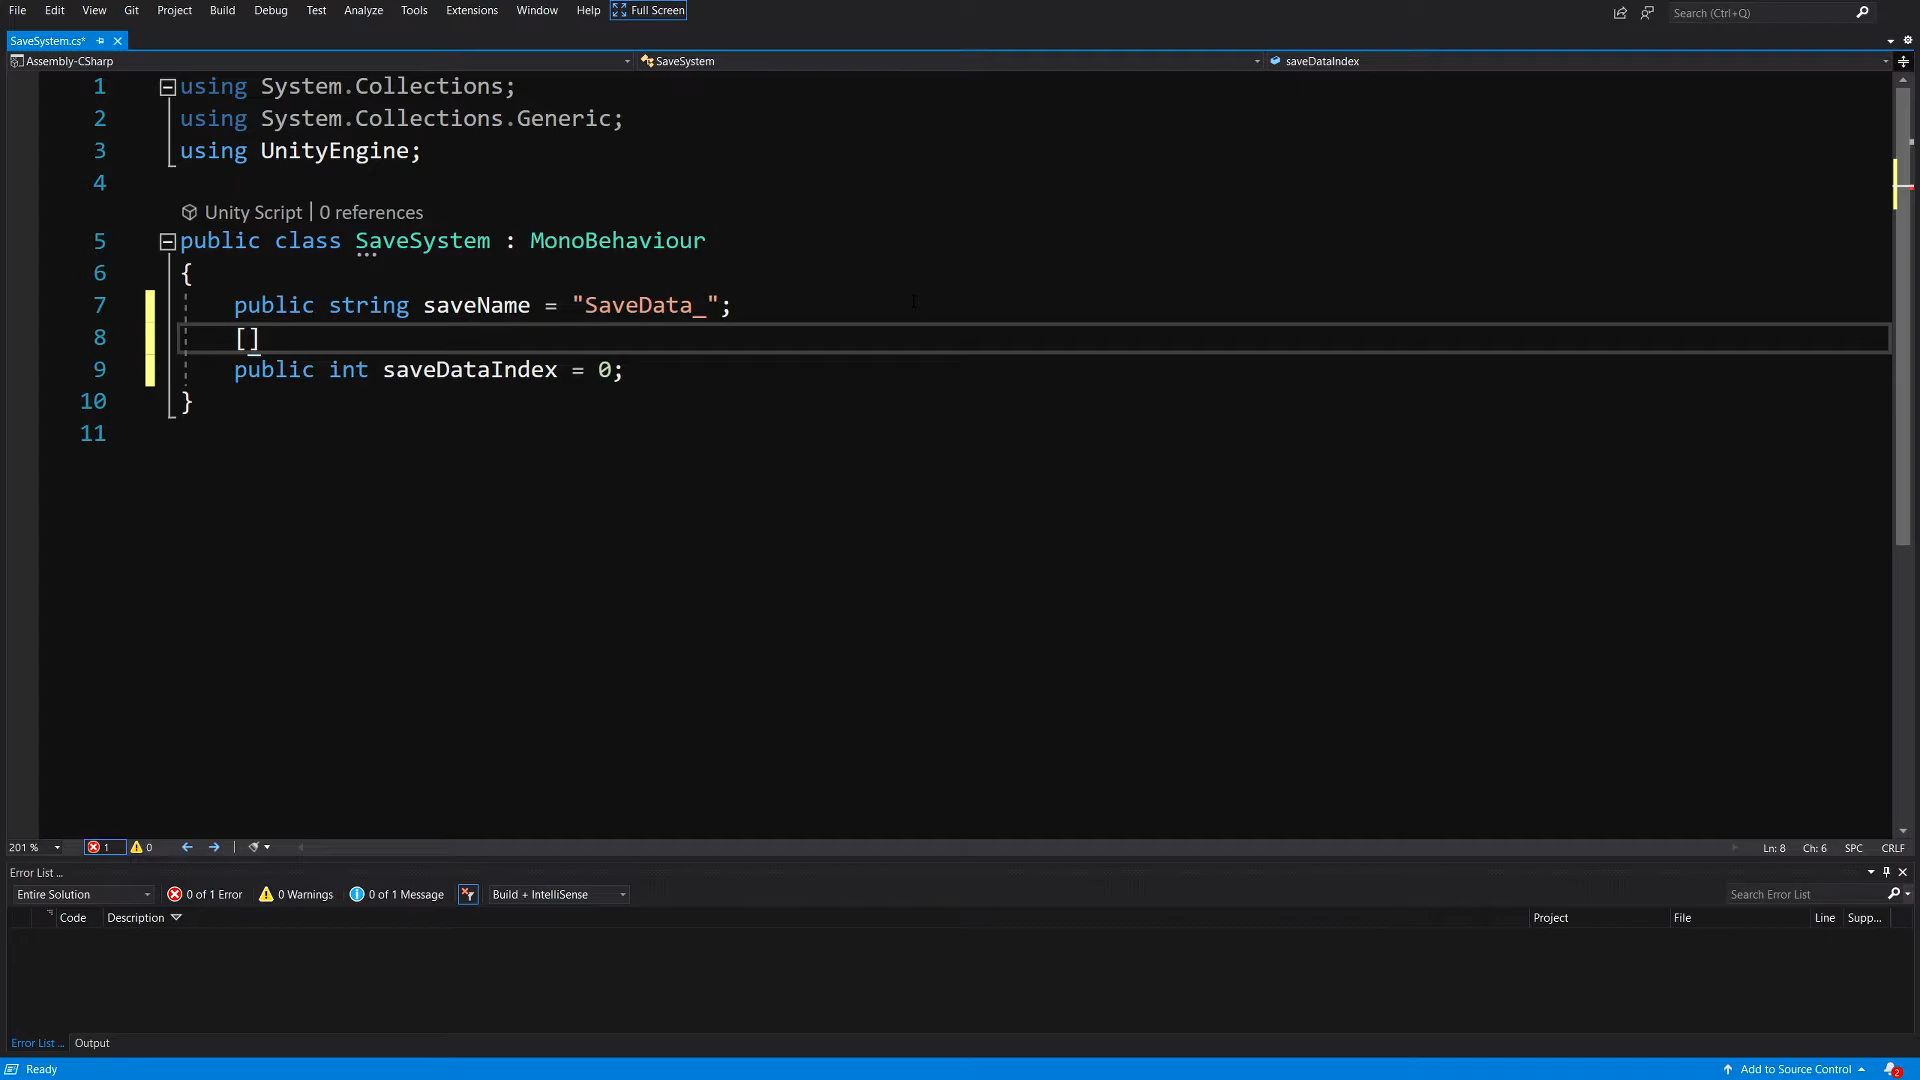 File Edit View Git Project Build Debug Test Analyze Tools Extensions Window Help Full Screen Search (Ctrl+Q)
SaveSystem.cs*
Assembly-CSharp SaveSystem saveDataIndex
1 using System.Collections;
2 using System.Collections.Generic;
3 using UnityEngine;
4
Unity Script | 0 references
5 public class SaveSystem : MonoBehaviour
6 {
7 public string saveName = "SaveData_";
8 []
9 public int saveDataIndex = 0;
10 }
11
201 % 1 0 Ln: 8 Ch: 6 SPC CRLF
Error List ...
Entire Solution 0 of 1 Error 0 Warnings 0 of 1 Message Build + IntelliSense Search Error List
Code Description Project File Line Supp...
Error List ... Output
Ready Add to Source Control 2